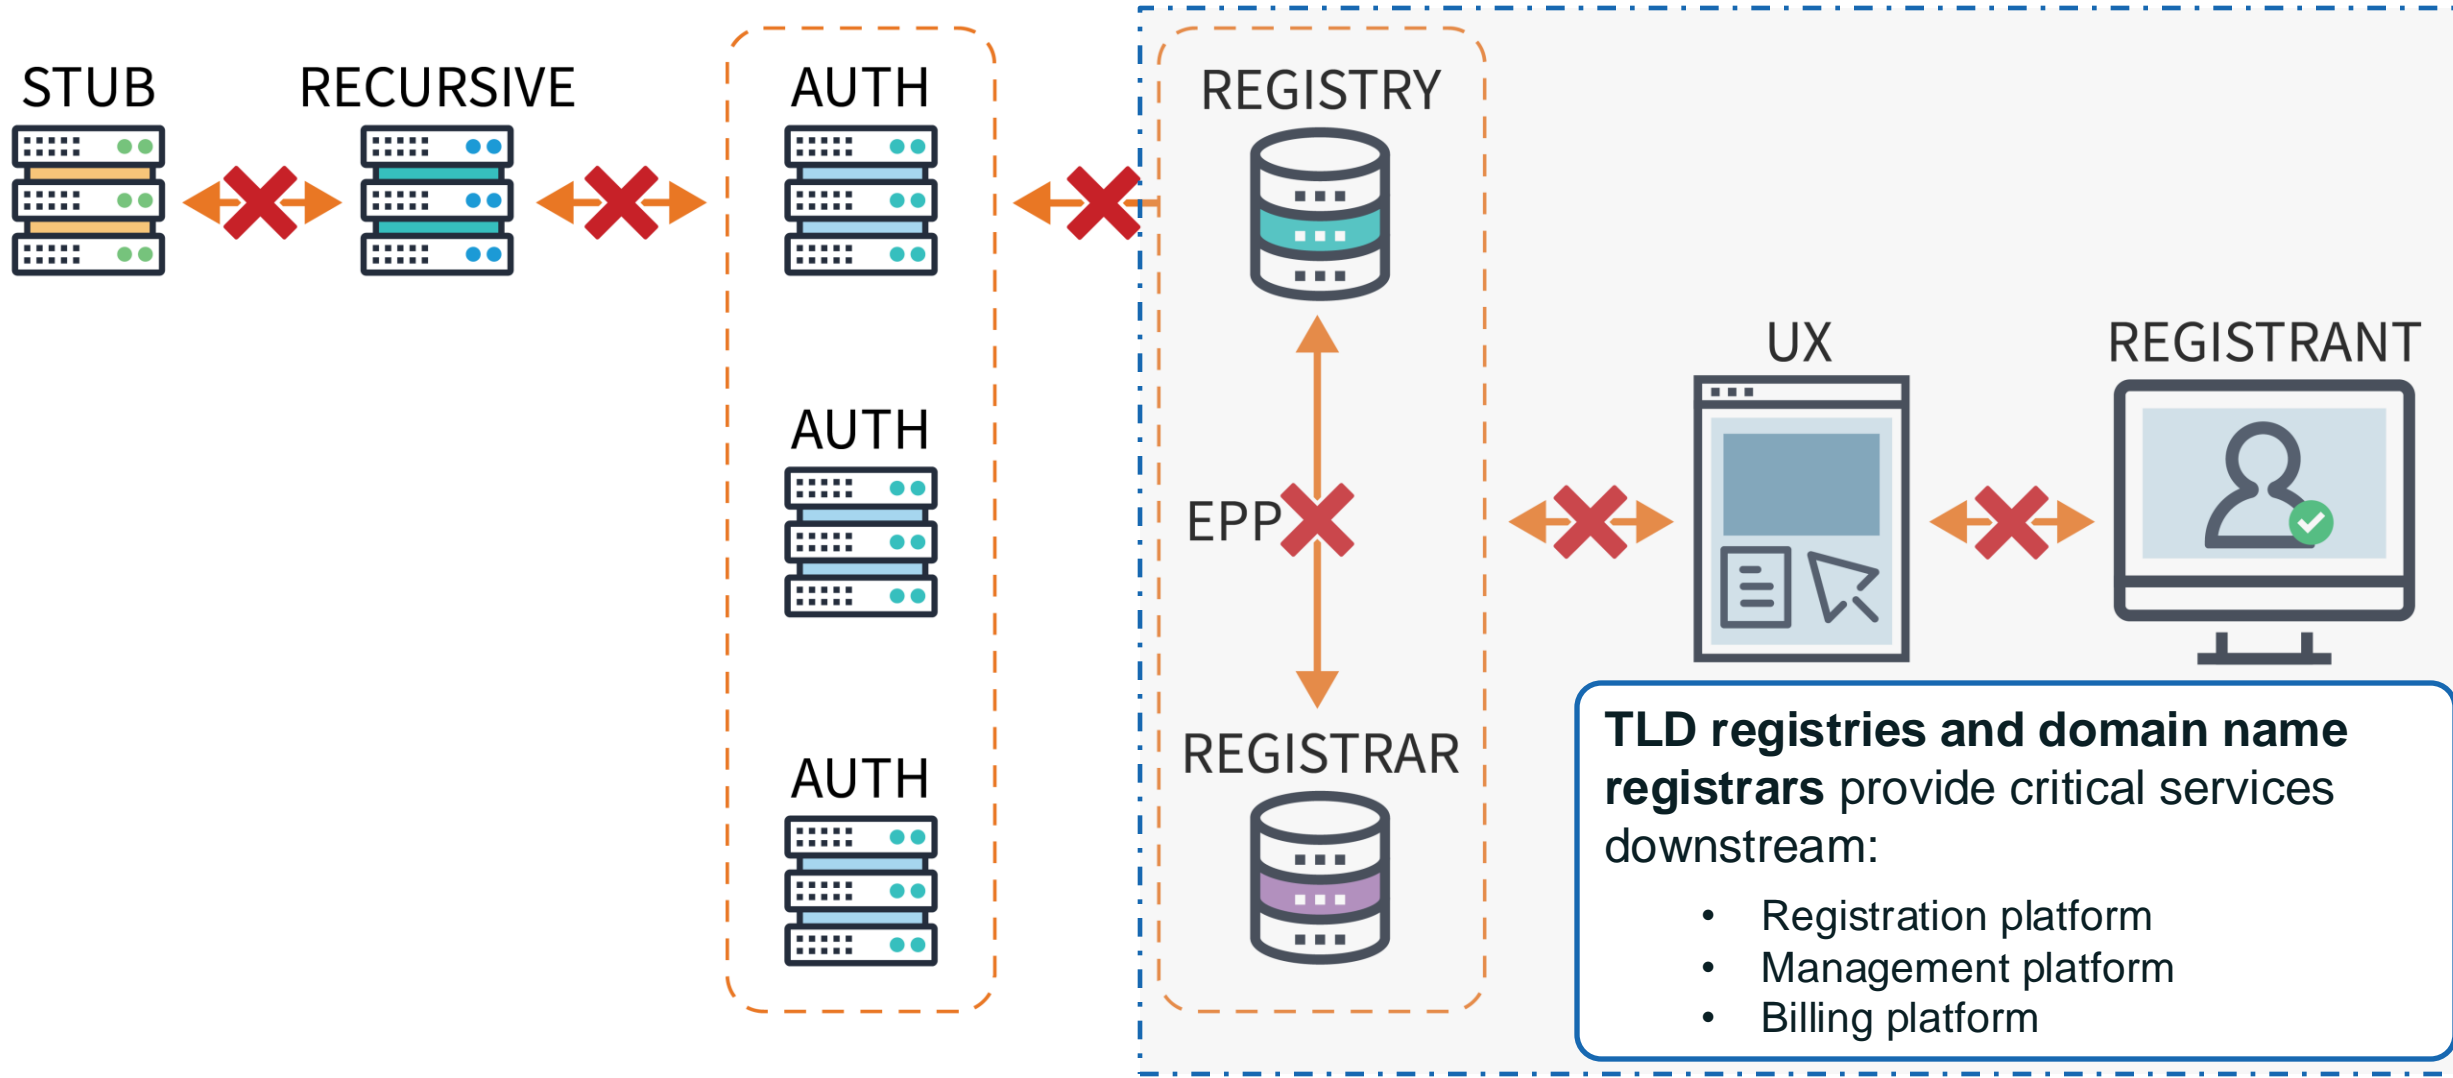 STUB
RECURSIVE
AUTH
REGISTRY
AUTH
EPP
UX
REGISTRANT
AUTH
REGISTRAR
TLD registries and domain name
registrars provide critical services
downstream:
• Registration platform
• Management platform
• Billing platform